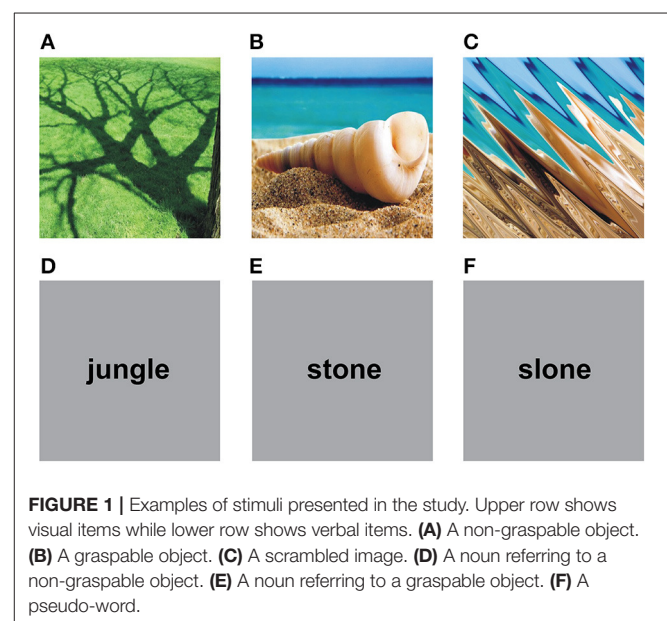 A B C
D E F
jungle stone slone
FIGURE 1 | Examples of stimuli presented in the study. Upper row shows
visual items while lower row shows verbal items. (A) A non-graspable object.
(B) A graspable object. (C) A scrambled image. (D) A noun referring to a
non-graspable object. (E) A noun referring to a graspable object. (F) A
pseudo-word.